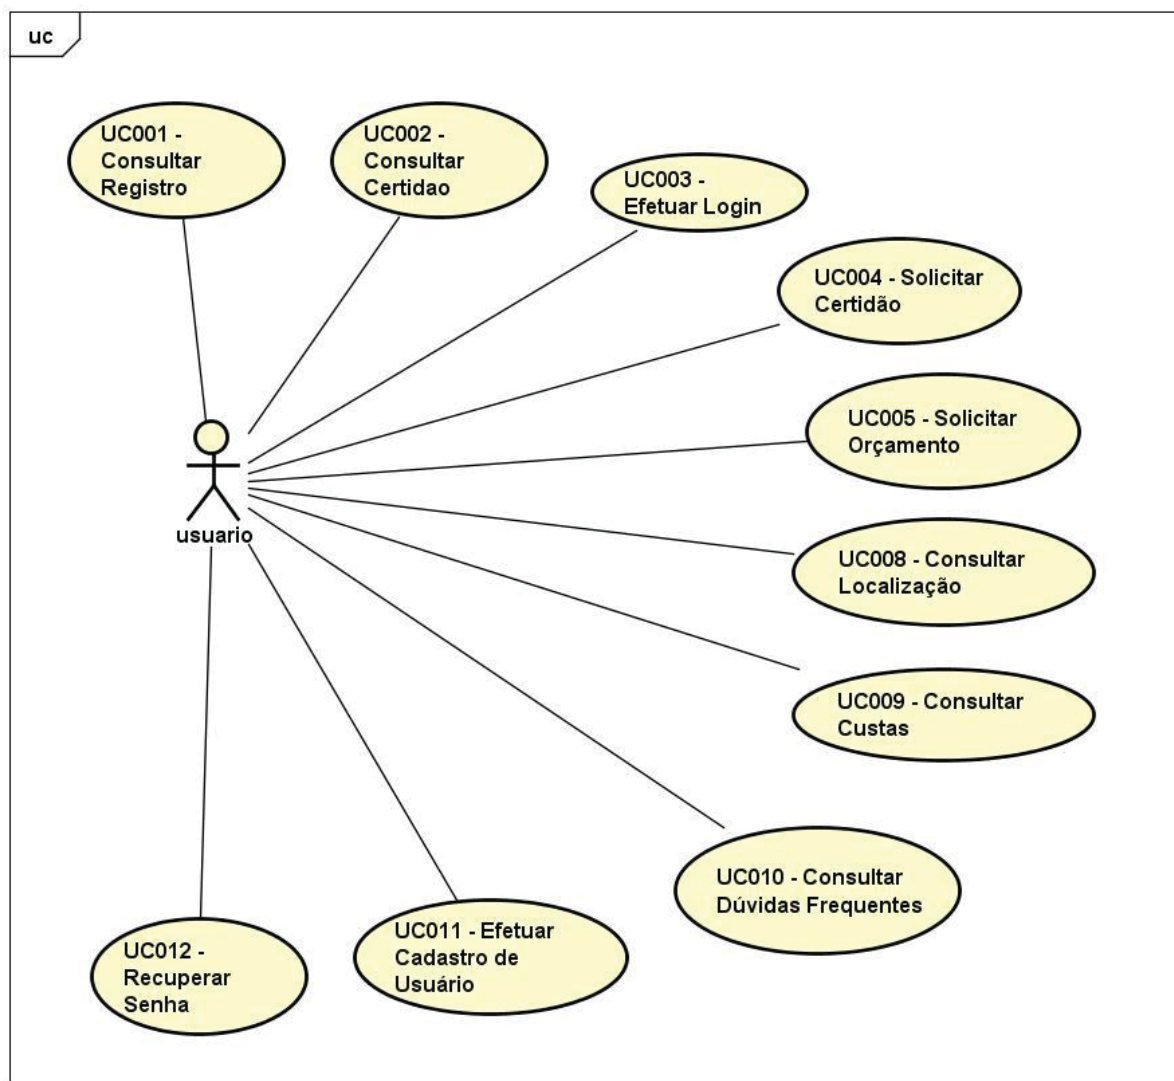 uc
UC001 -
Consultar
Registro
UC002 -
Consultar
Certidao
UC003 -
Efetuar Login
UC004 - Solicitar
Certidão
UC005 - Solicitar
Orçamento
usuario
UC008 - Consultar
Localização
UC009 - Consultar
Custas
UC010 - Consultar
Dúvidas Frequentes
UC011 - Efetuar
Cadastro de
Usuário
UC012 -
Recuperar
Senha